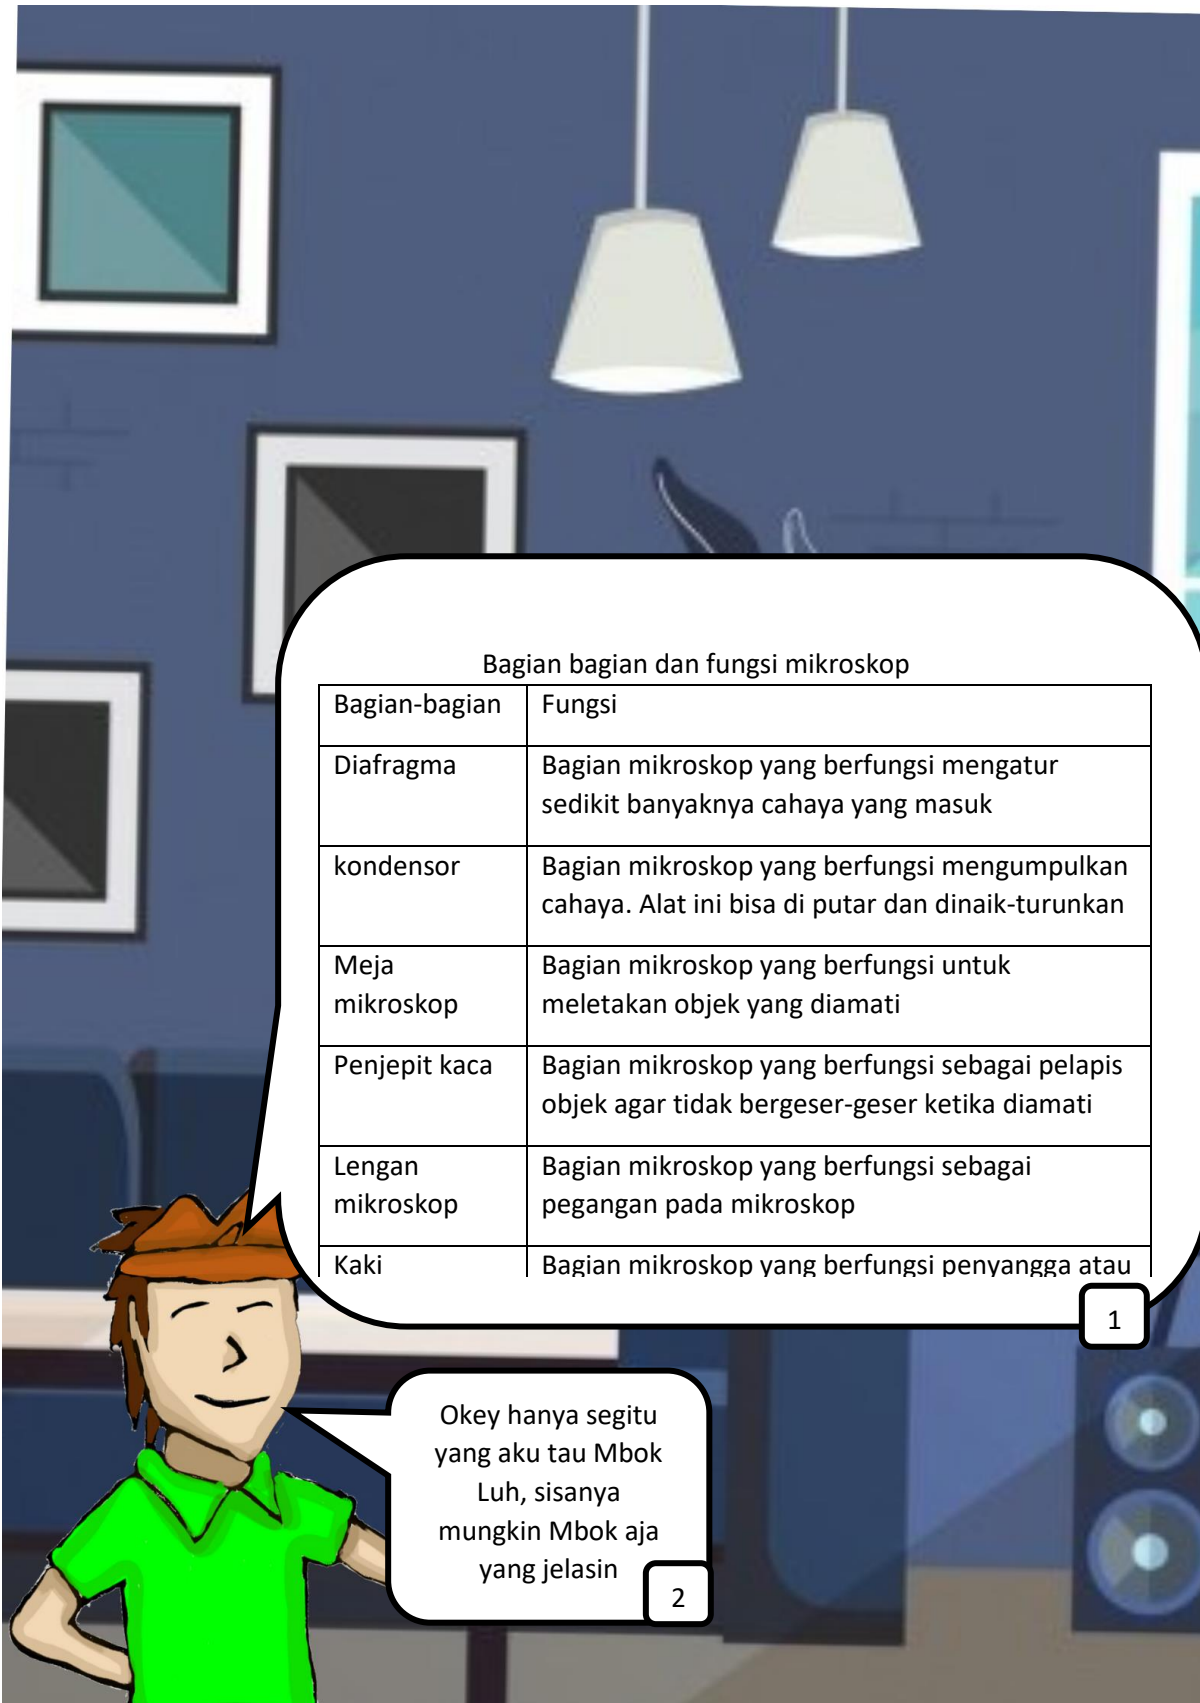 Bagian bagian dan fungsi mikroskop
Bagian-bagian Fungsi
Diafragma Bagian mikroskop yang berfungsi mengatur
sedikit banyaknya cahaya yang masuk
kondensor Bagian mikroskop yang berfungsi mengumpulkan
cahaya. Alat ini bisa di putar dan dinaik-turunkan
Meja Bagian mikroskop yang berfungsi untuk
mikroskop meletakan objek yang diamati
Penjepit kaca Bagian mikroskop yang berfungsi sebagai pelapis
objek agar tidak bergeser-geser ketika diamati
Lengan Bagian mikroskop yang berfungsi sebagai
mikroskop pegangan pada mikroskop
Kaki Bagian mikroskop yang berfungsi penyangga atau
1
Okey hanya segitu
yang aku tau Mbok
Luh, sisanya
mungkin Mbok aja
yang jelasin
2